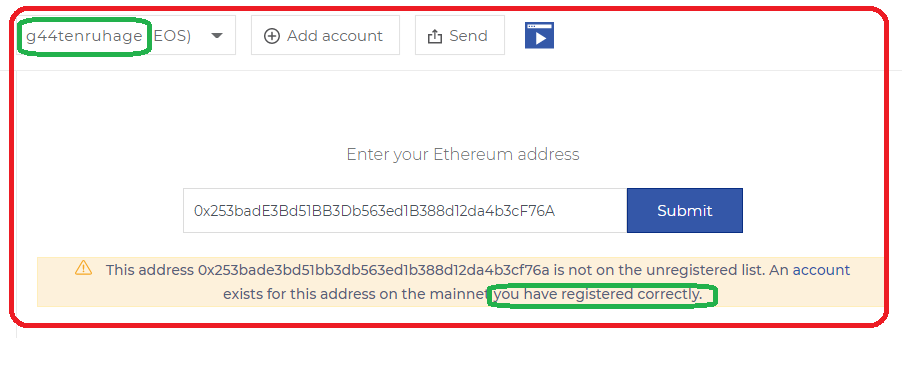 g44tenruhage (EOS) Add account Send
Enter your Ethereum address
0x253badE3Bd51BB3Db563ed1B388d12da4b3cF76A Submit
This address 0x253bade3bd51bb3db563ed1b388d12da4b3cf76a is not on the unregistered list. An account
exists for this address on the mainnet you have registered correctly.